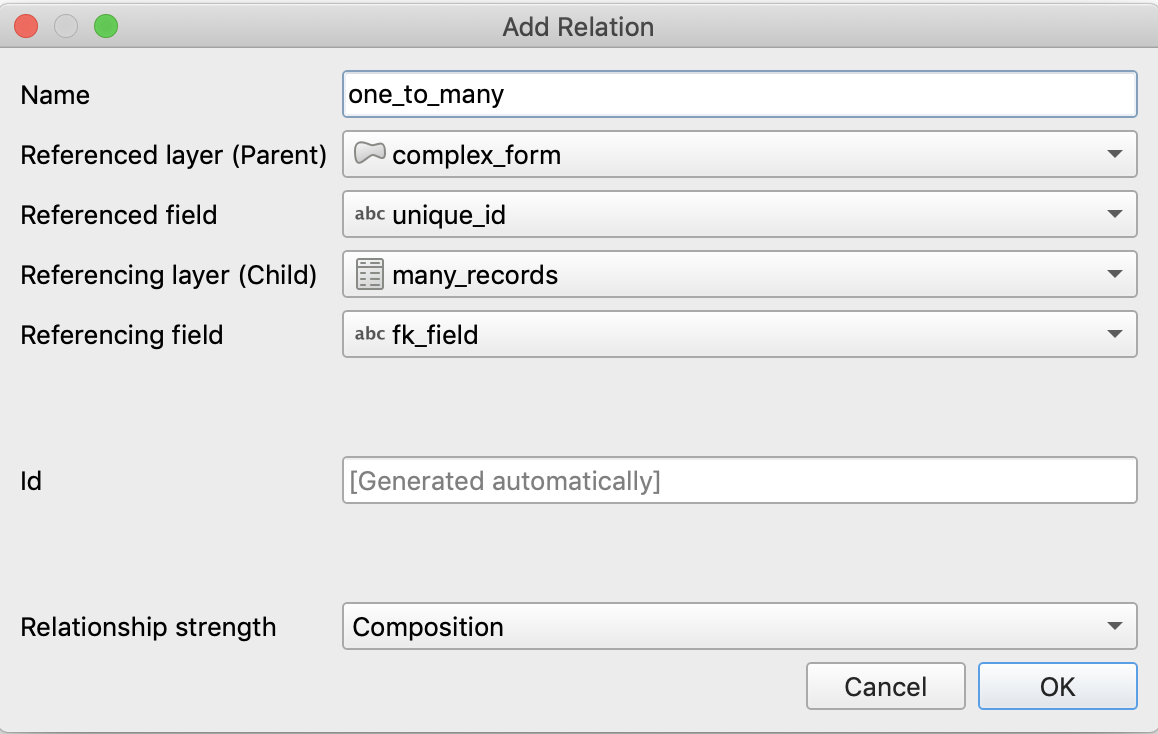 Add Relation
Name one_to_many
Referenced layer (Parent) complex_form
Referenced field abc unique_id
Referencing layer (Child) many_records
Referencing field abc fk_field
Id [Generated automatically]
Relationship strength Composition
Cancel OK